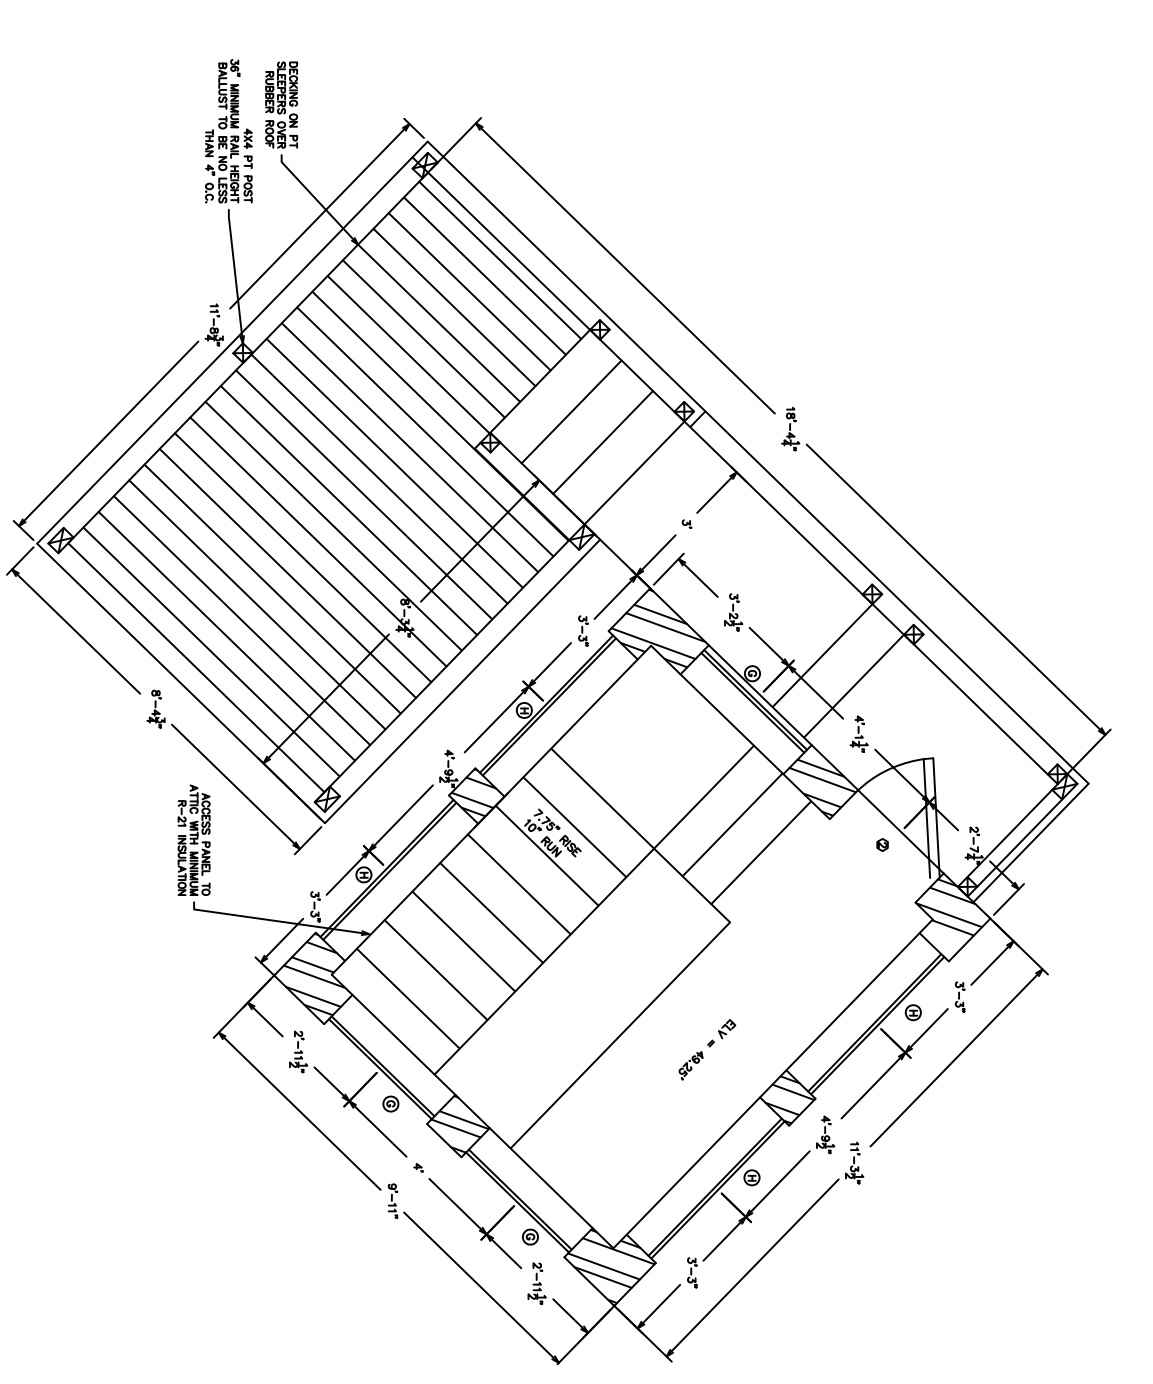 DECKING ON PT
SLEEPERS OVER
RUBBER ROOF
4X4 PT POST
36" MINIMUM RAIL HEIGHT
BALLUST TO BE NO LESS
THAN 4" O.C.
11'-8¾"
18'-4½"
3'
3'-2½"
G
4'-1¼"
2'-7½"
2
8'-3¼"
3'-3"
H
4'-9½"
H
3'-3"
8'-4¾"
7.75" RISE
10" RUN
ACCESS PANEL TO
ATTIC WITH MINIMUM
R-21 INSULATION
ELV = 49.25'
3'-3"
H
4'-9½"
11'-3½"
H
3'-3"
2'-11½"
G
4'
9'-11"
G
2'-11½"